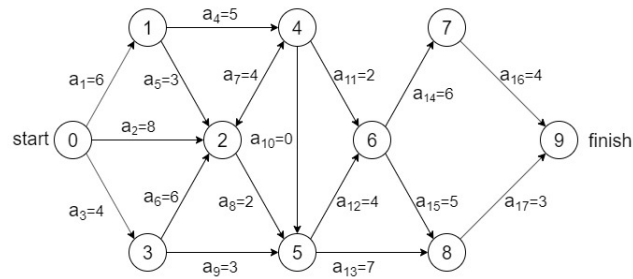 1
a₄=5
4
7
a₁=6
a₅=3
a₇=4
a₁₁=2
a₁₄=6
a₁₆=4
start
0
a₂=8
2
a₁₀=0
6
9
finish
a₃=4
a₆=6
a₈=2
a₁₂=4
a₁₅=5
a₁₇=3
3
a₉=3
5
a₁₃=7
8